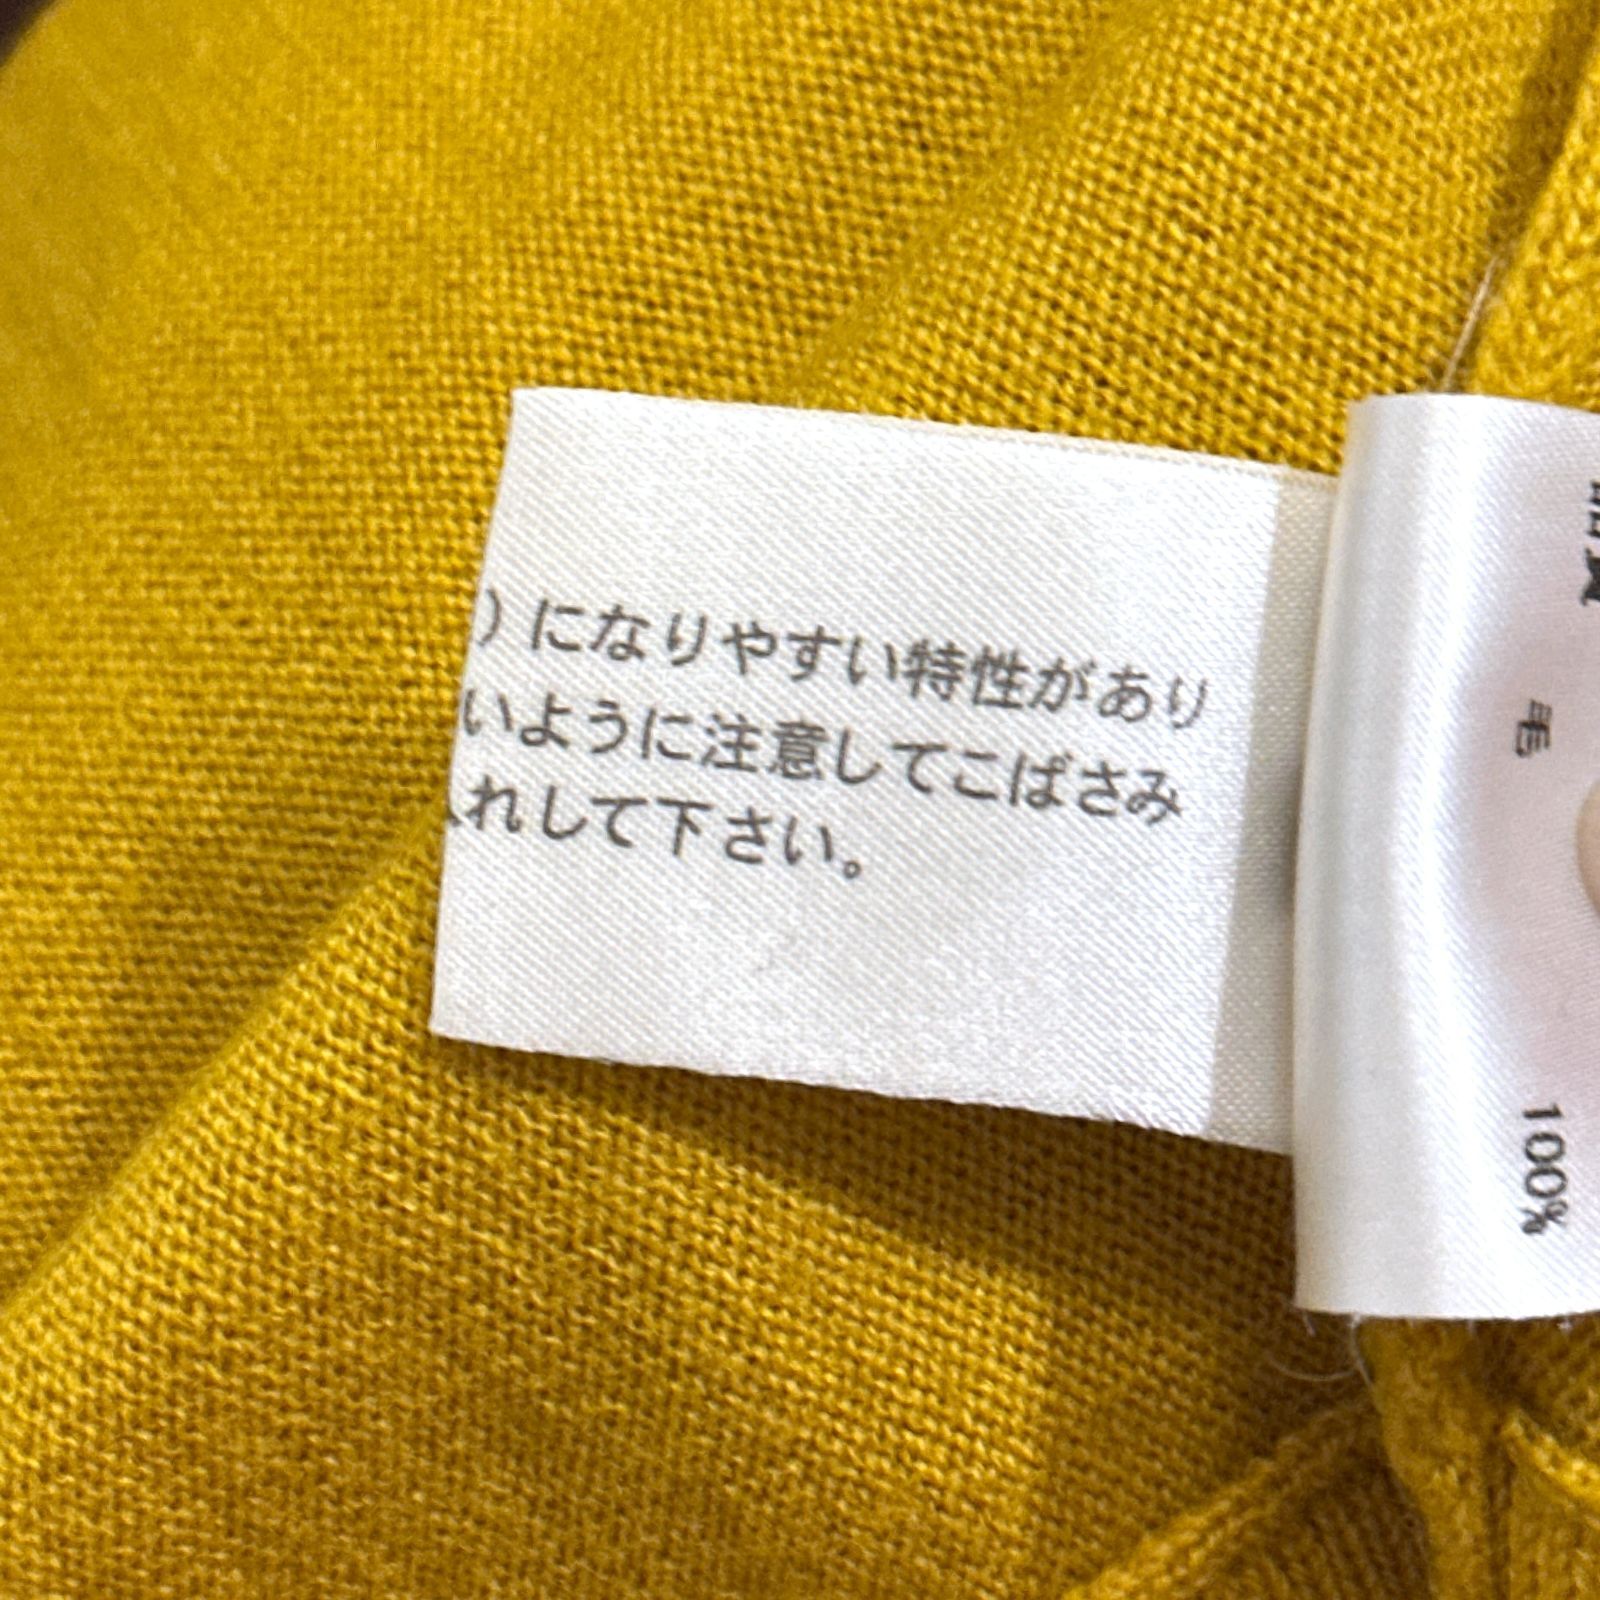 ）になりやすい特性があり
いように注意してこばさみ
れして下さい。
毛
100%